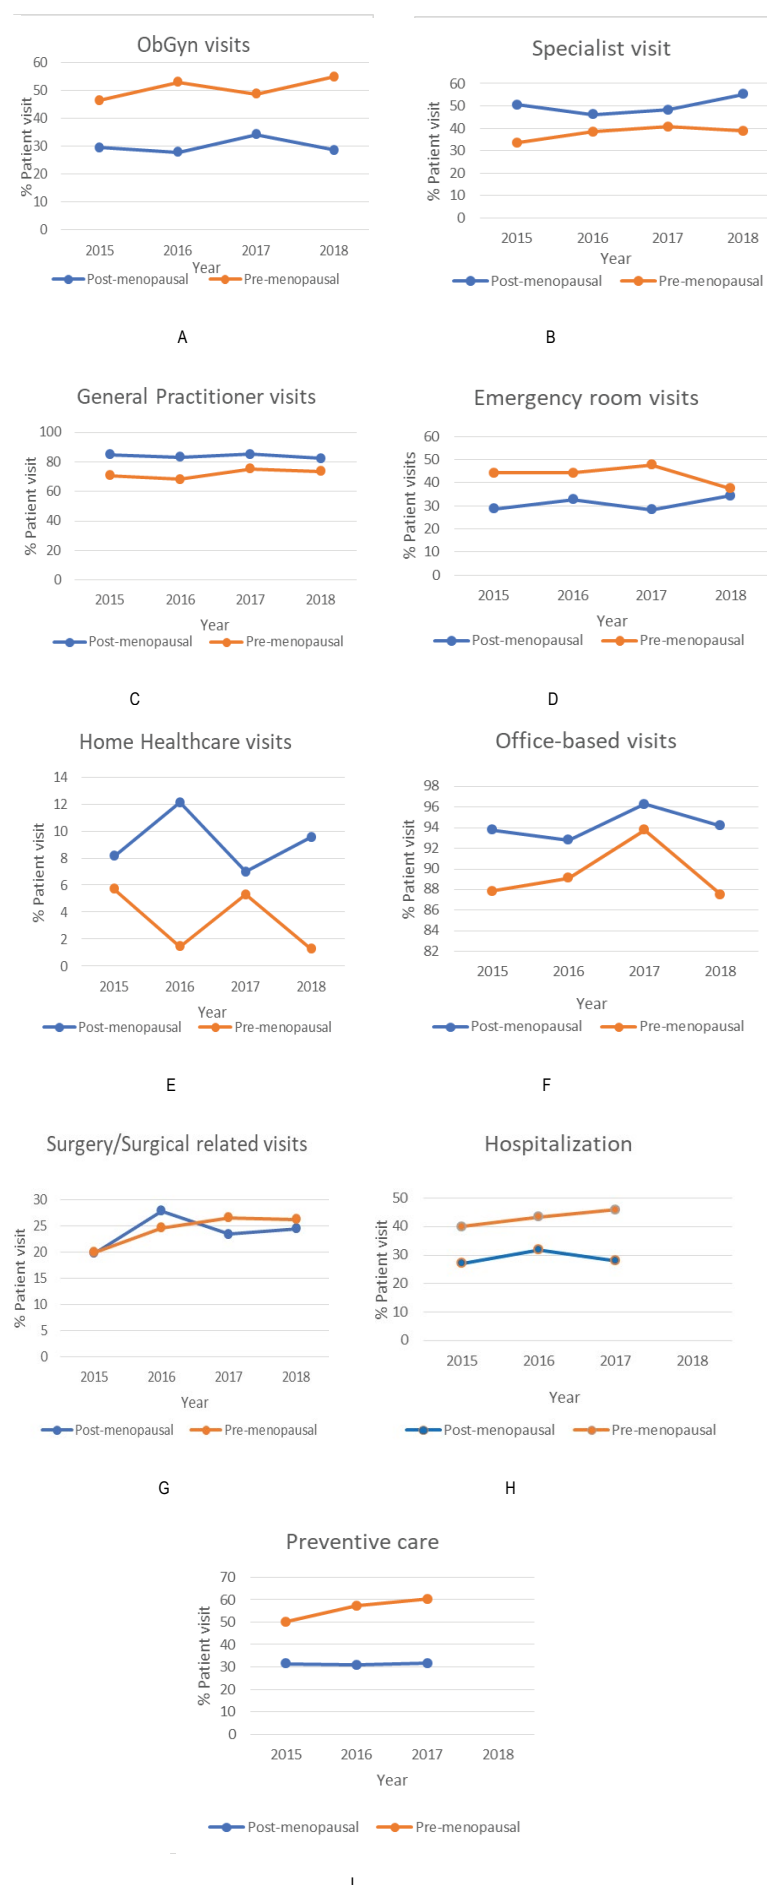 ObGyn visits
60
50
40
30
20
10
0
% Patient visit
2015 2016 2017 2018
Year
Post-menopausal Pre-menopausal
A
Specialist visit
60
50
40
30
20
10
0
% Patient visit
2015 2016 2017 2018
Year
Post-menopausal Pre-menopausal
B
General Practitioner visits
100
80
60
40
20
0
% Patient visit
2015 2016 2017 2018
Year
Post-menopausal Pre-menopausal
C
Emergency room visits
60
50
40
30
20
10
0
% Patient visits
2015 2016 2017 2018
Year
Post-menopausal Pre-menopausal
D
Home Healthcare visits
14
12
10
8
6
4
2
0
% Patient visit
2015 2016 2017 2018
Year
Post-menopausal Pre-menopausal
E
Office-based visits
98
96
94
92
90
88
86
84
82
% Patient visit
2015 2016 2017 2018
Year
Post-menopausal Pre-menopausal
F
Surgery/Surgical related visits
30
25
20
15
10
5
0
% Patient visit
2015 2016 2017 2018
Year
Post-menopausal Pre-menopausal
G
Hospitalization
50
40
30
20
10
0
% Patient visit
2015 2016 2017 2018
Year
Post-menopausal Pre-menopausal
H
Preventive care
70
60
50
40
30
20
10
0
% Patient visit
2015 2016 2017 2018
Year
Post-menopausal Pre-menopausal